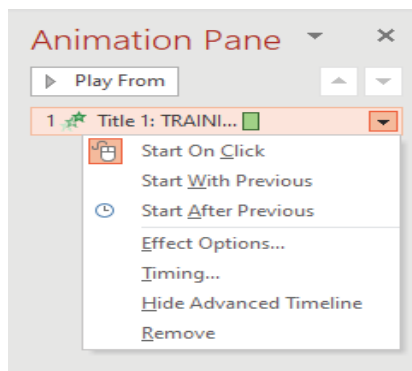 Animation Pane
Play From
1 Title 1: TRAINI...
Start On Click
Start With Previous
Start After Previous
Effect Options...
Timing...
Hide Advanced Timeline
Remove